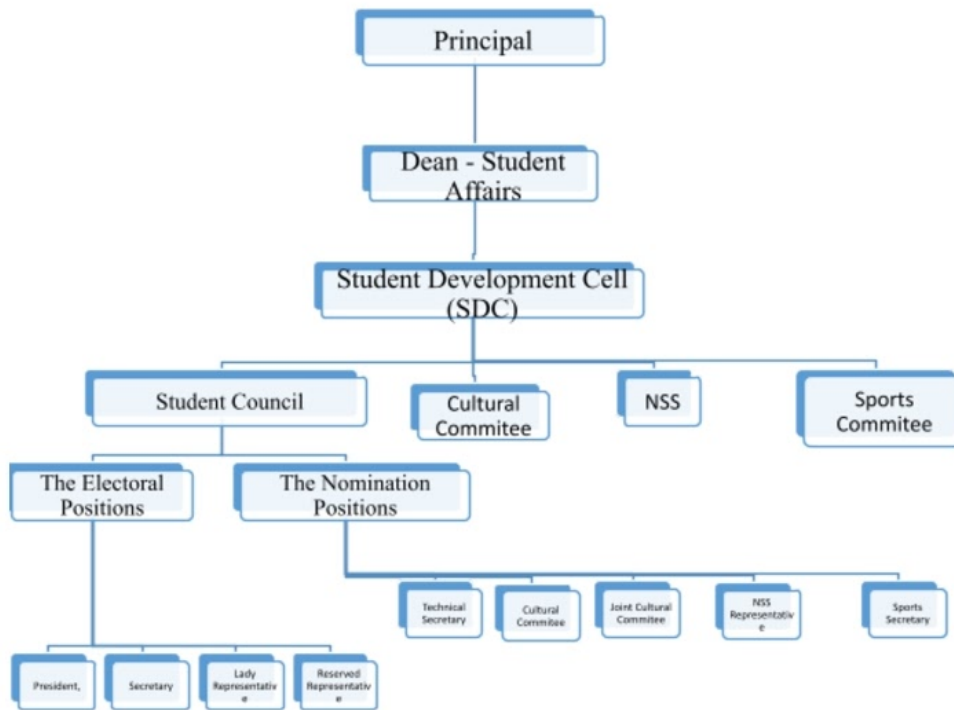 Principal
Dean - Student
Affairs
Student Development Cell
(SDC)
Student Council
Cultural
Commitee
NSS
Sports
Commitee
The Electoral
Positions
The Nomination
Positions
Technical
Secretary
Cultural
Commitee
Joint Cultural
Commitee
NSS
Representativ
e
Sports
Secretary
President,
Secretary
Lady
Representativ
e
Reserved
Representativ
e